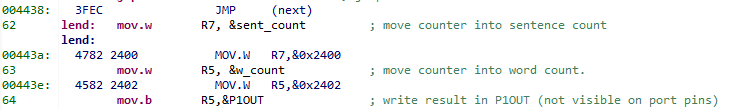 004438:   3FEC                JMP     (next)
62        lend:   mov.w       R7, &sent_count          ; move counter into sentence count
          lend:
00443a:   4782 2400           MOV.W   R7,&0x2400
63                mov.w       R5, &w_count             ; move counter into word count.
00443e:   4582 2402           MOV.W   R5,&0x2402
64                mov.b       R5,&P1OUT                ; write result in P1OUT (not visible on port pins)